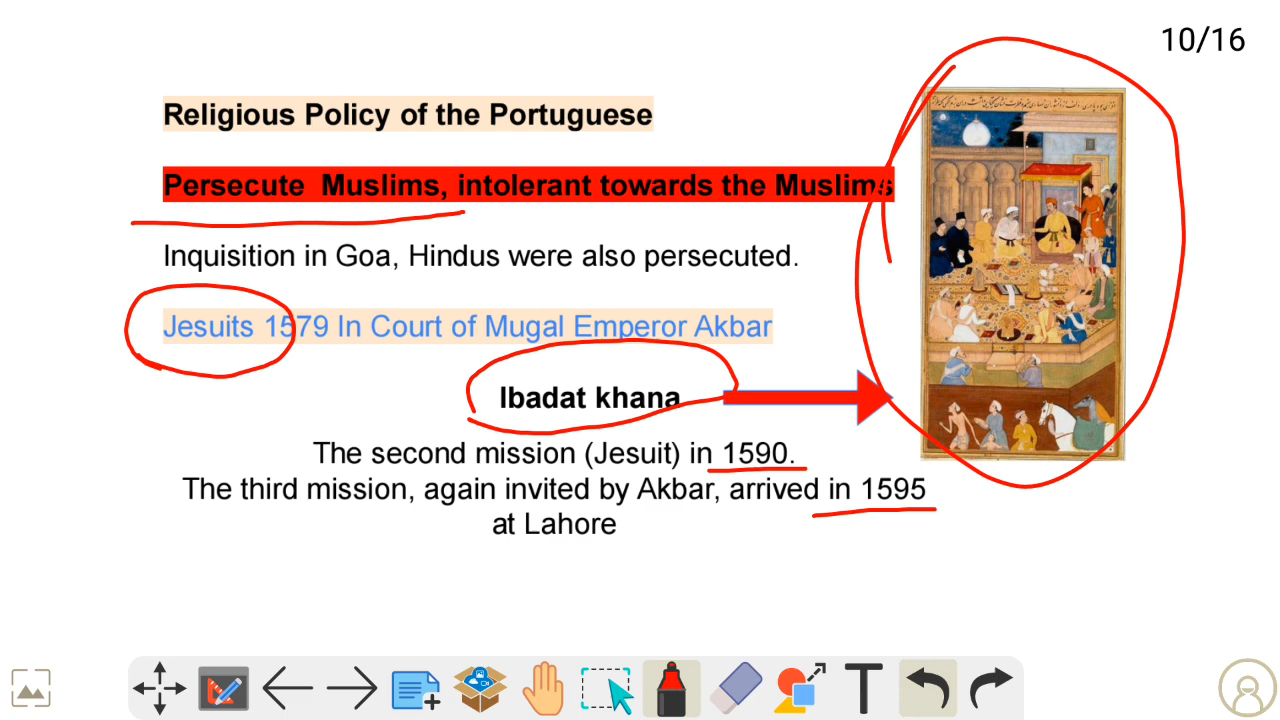 10/16
Religious Policy of the Portuguese
Persecute Muslims, intolerant towards the Muslims
Inquisition in Goa, Hindus were also persecuted.
Jesuits 1579 In Court of Mugal Emperor Akbar
Ibadat khana
The second mission (Jesuit) in 1590.
The third mission, again invited by Akbar, arrived in 1595
at Lahore
T